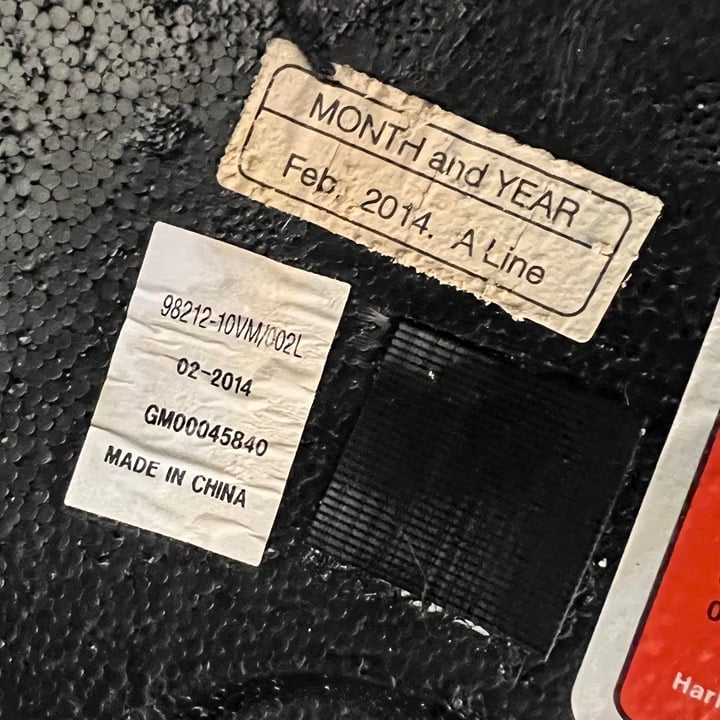 MONTH and YEAR
Feb. 2014. A Line
98212-10VM/002L
02-2014
GM00045840
MADE IN CHINA